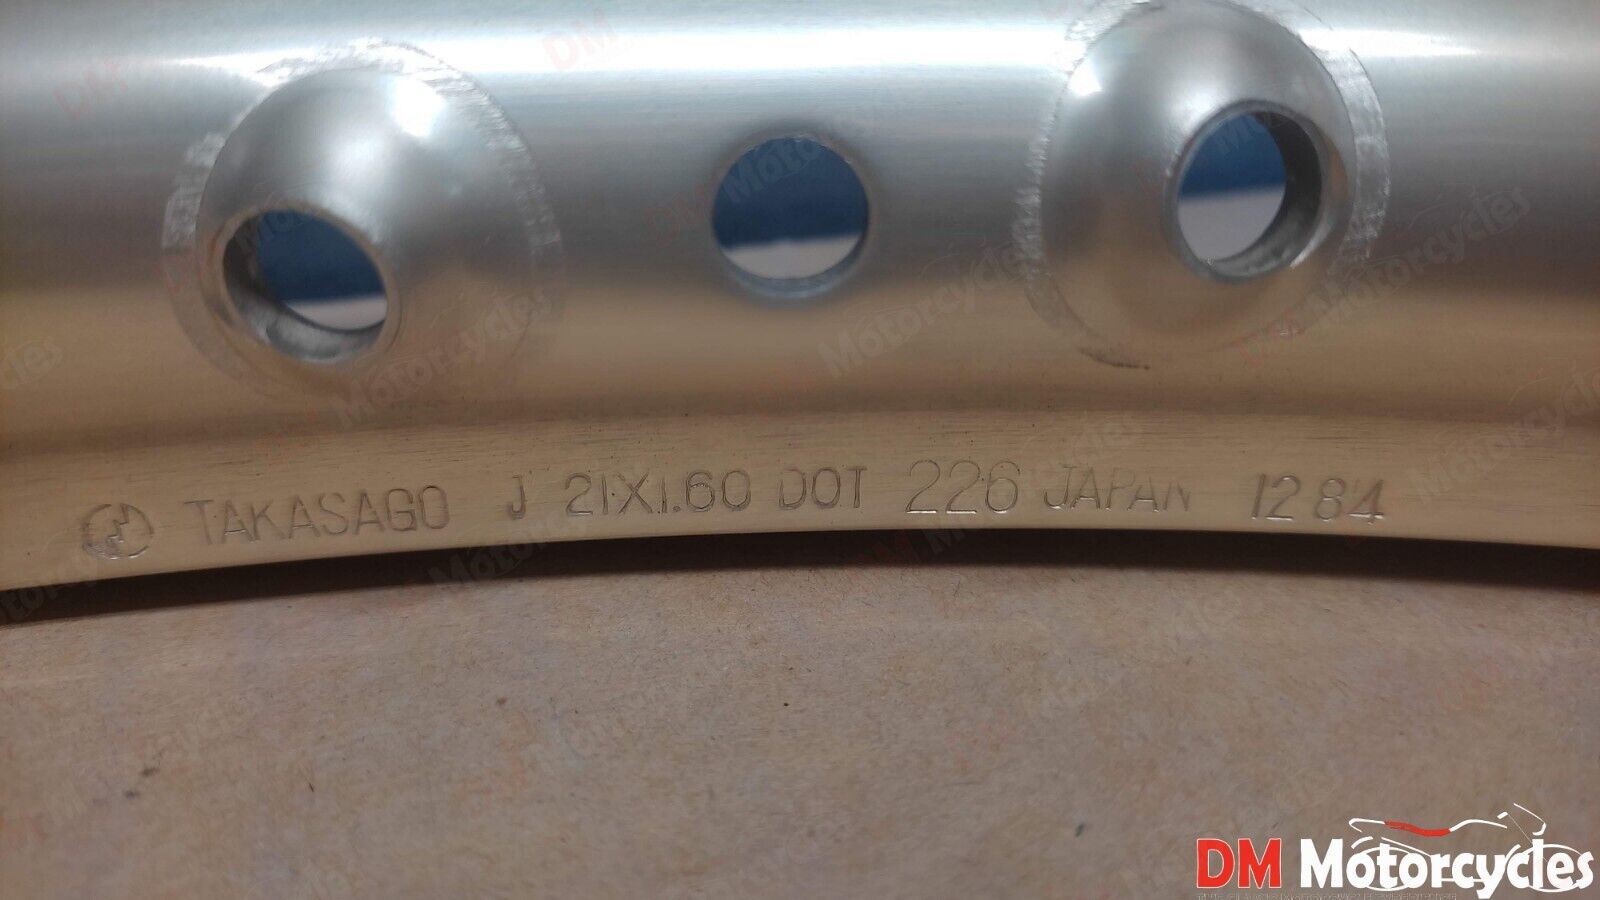 TAKASAGO J 21X1.60 DOT 226 JAPAN 12 84
DM Motorcycles